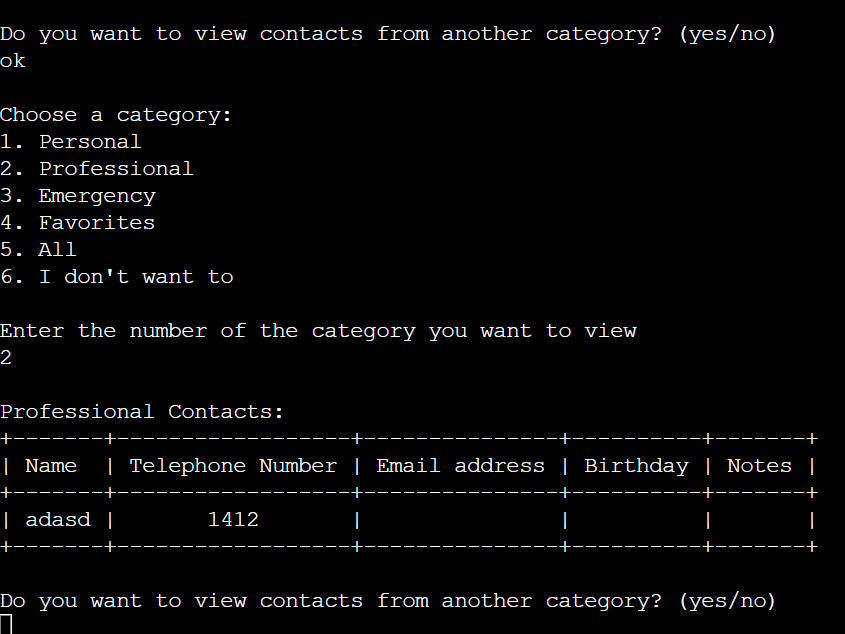 Do you want to view contacts from another category? (yes/no)
ok
Choose a category:
1. Personal
2. Professional
3. Emergency
4. Favorites
5. All
6. I don't want to
Enter the number of the category you want to view
2
Professional Contacts:
+-------+------------------+---------------+----------+-------+
| Name  | Telephone Number | Email address | Birthday | Notes |
+-------+------------------+---------------+----------+-------+
| adasd |       1412       |               |          |       |
+-------+------------------+---------------+----------+-------+
Do you want to view contacts from another category? (yes/no)